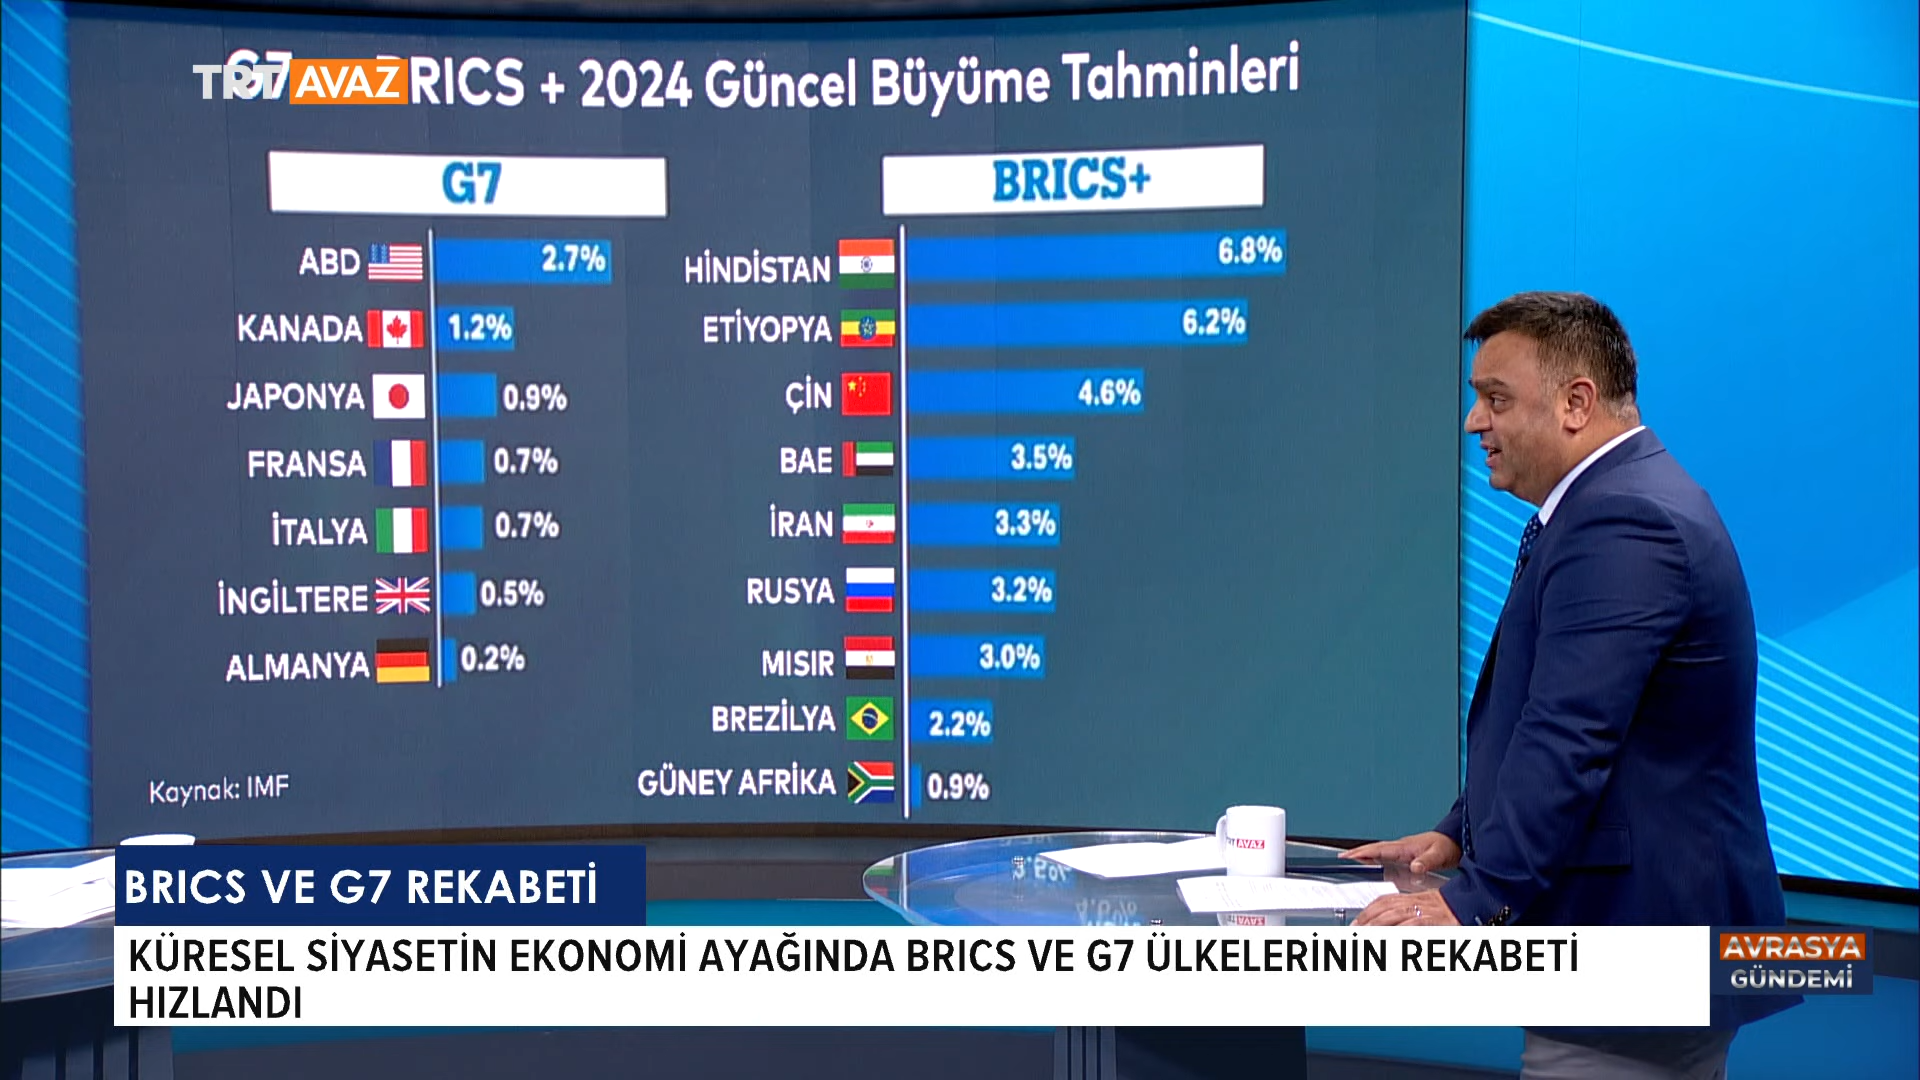 TRT AVAZ
G7 BRICS + 2024 Güncel Büyüme Tahminleri
G7
ABD 2.7%
KANADA 1.2%
JAPONYA 0.9%
FRANSA 0.7%
İTALYA 0.7%
İNGİLTERE 0.5%
ALMANYA 0.2%
Kaynak: IMF
BRICS+
HİNDİSTAN 6.8%
ETİYOPYA 6.2%
ÇİN 4.6%
BAE 3.5%
İRAN 3.3%
RUSYA 3.2%
MISIR 3.0%
BREZİLYA 2.2%
GÜNEY AFRİKA 0.9%
TRT AVAZ
BRICS VE G7 REKABETİ
KÜRESEL SİYASETİN EKONOMİ AYAĞINDA BRICS VE G7 ÜLKELERİNİN REKABETİ
HIZLANDI
AVRASYA
GÜNDEMİ